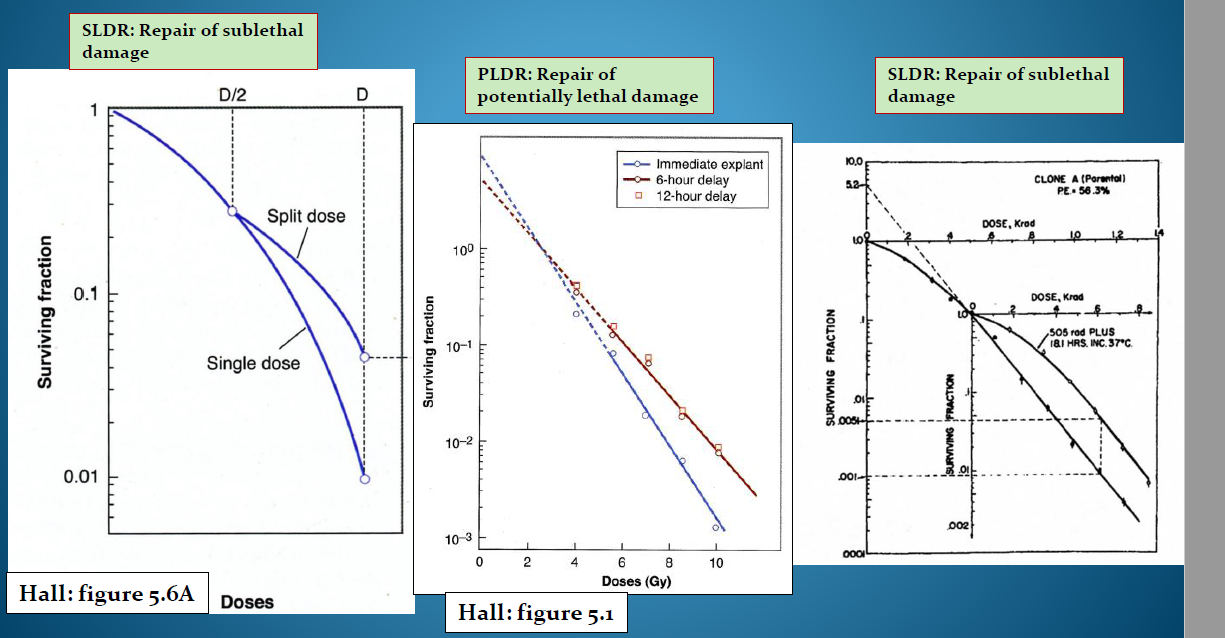 SLDR: Repair of sublethal
damage
D/2
D
1
0.1
0.01
Split dose
Single dose
Surviving fraction
Doses
Hall: figure 5.6A
PLDR: Repair of
potentially lethal damage
Immediate explant
6-hour delay
12-hour delay
10⁰
10⁻¹
10⁻²
10⁻³
Surviving fraction
0 2 4 6 8 10
Doses (Gy)
Hall: figure 5.1
SLDR: Repair of sublethal
damage
10.0
5.2
CLONE A (Parental)
PE.= 56.3%
DOSE, Krad
0 .2 .4 .6 .8 1.0 1.2 1.4
1.0
DOSE, Krad
0 .2 .4 .6 .8
1.0
505 rad PLUS
18.1 HRS. INC. 37°C.
.1
.01
.0051
.001
.0001
SURVIVING FRACTION
.1
.01
.002
SURVIVING FRACTION